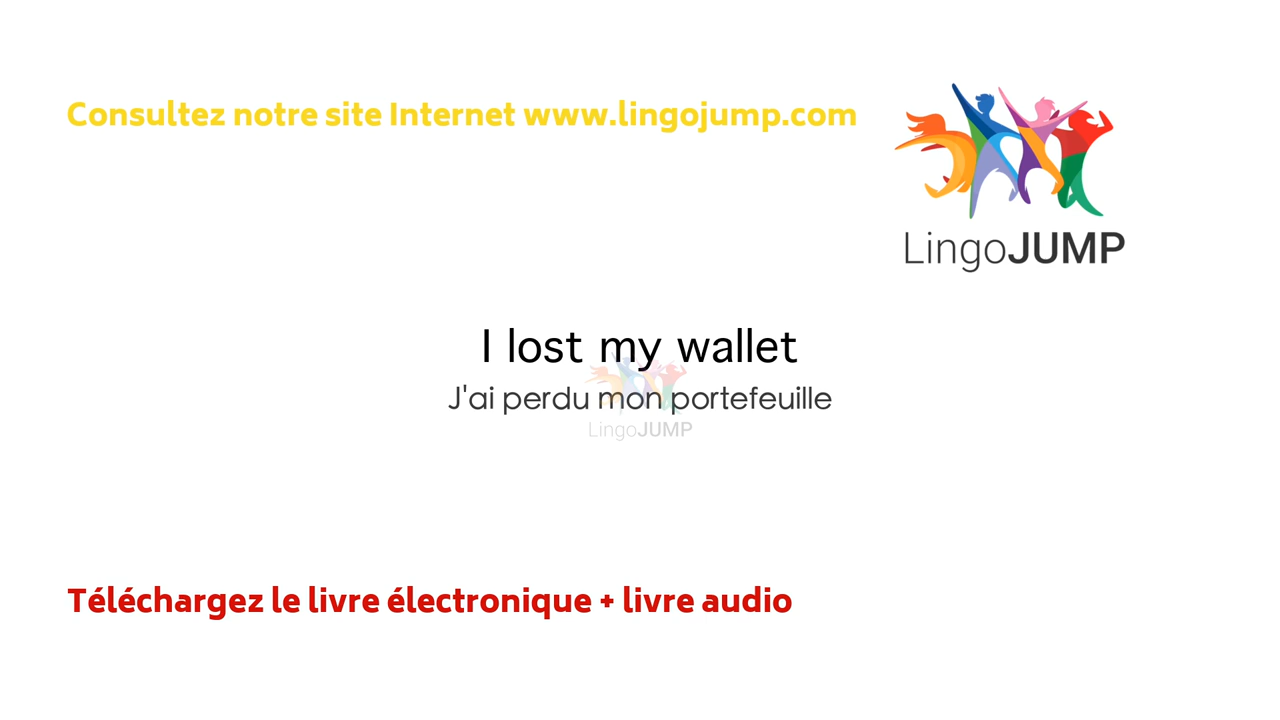 Consultez notre site Internet www.lingojump.com
LingoJUMP
I lost my wallet
J'ai perdu mon portefeuille
LingoJUMP
Téléchargez le livre électronique + livre audio